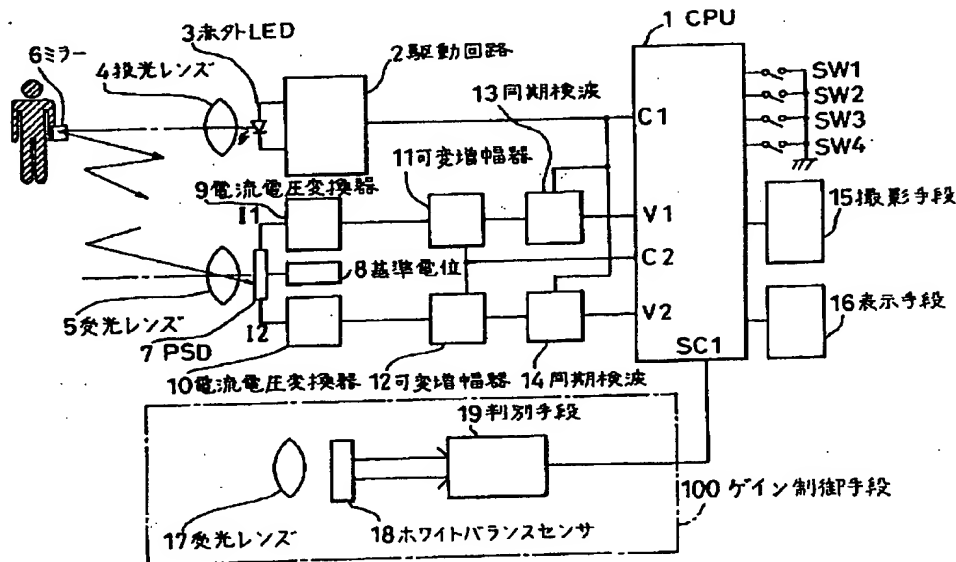 1 CPU
3赤外LED
6ミラー
4投光レンズ
2駆動回路
13同期検波
C1
SW1
SW2
SW3
SW4
11可変増幅器
9電流電圧変換器
I1
V1
15撮影手段
C2
8基準電位
5受光レンズ
I2
V2
16表示手段
7 PSD
SC1
10電流電圧変換器
12可変増幅器
14同期検波
19判別手段
100ゲイン制御手段
18ホワイトバランスセンサ
17受光レンズ